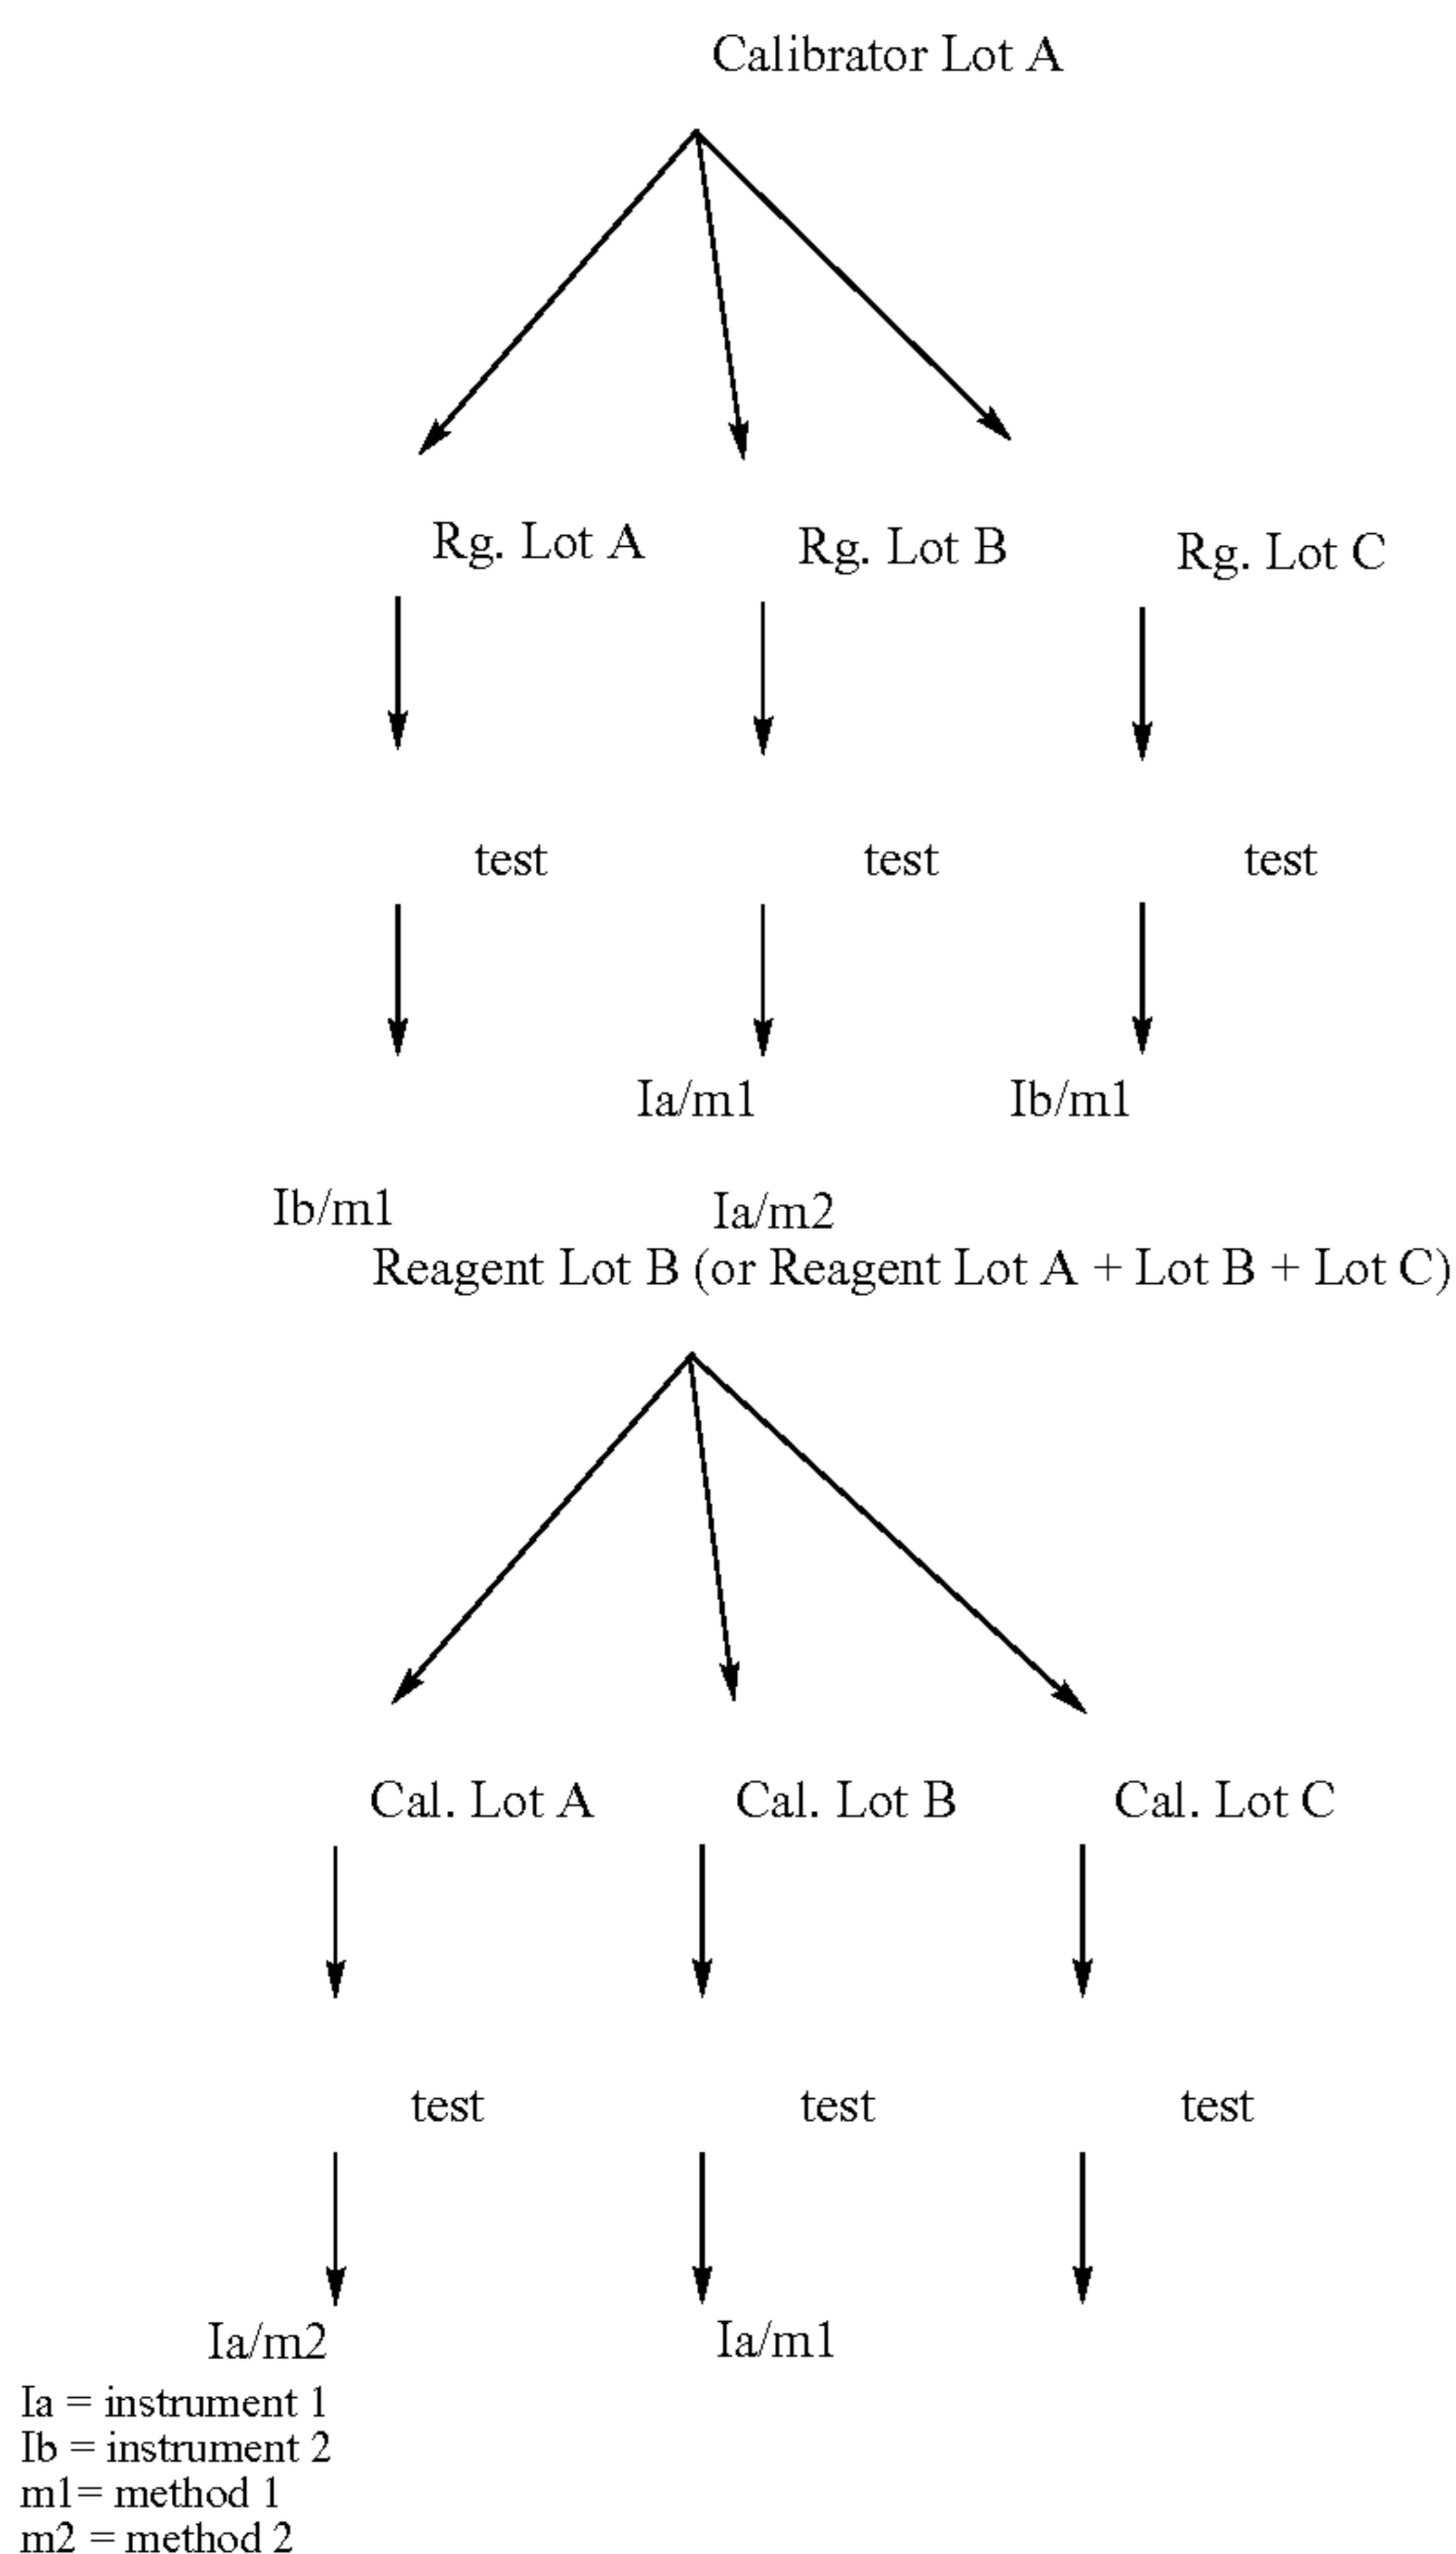 Calibrator Lot A
Rg. Lot A
Rg. Lot B
Rg. Lot C
test
test
test
Ia/m1
Ib/m1
Ib/m1
Ia/m2
Reagent Lot B (or Reagent Lot A + Lot B + Lot C)
Cal. Lot A
Cal. Lot B
Cal. Lot C
test
test
test
Ia/m2
Ia/m1
Ia = instrument 1
Ib = instrument 2
m1= method 1
m2 = method 2